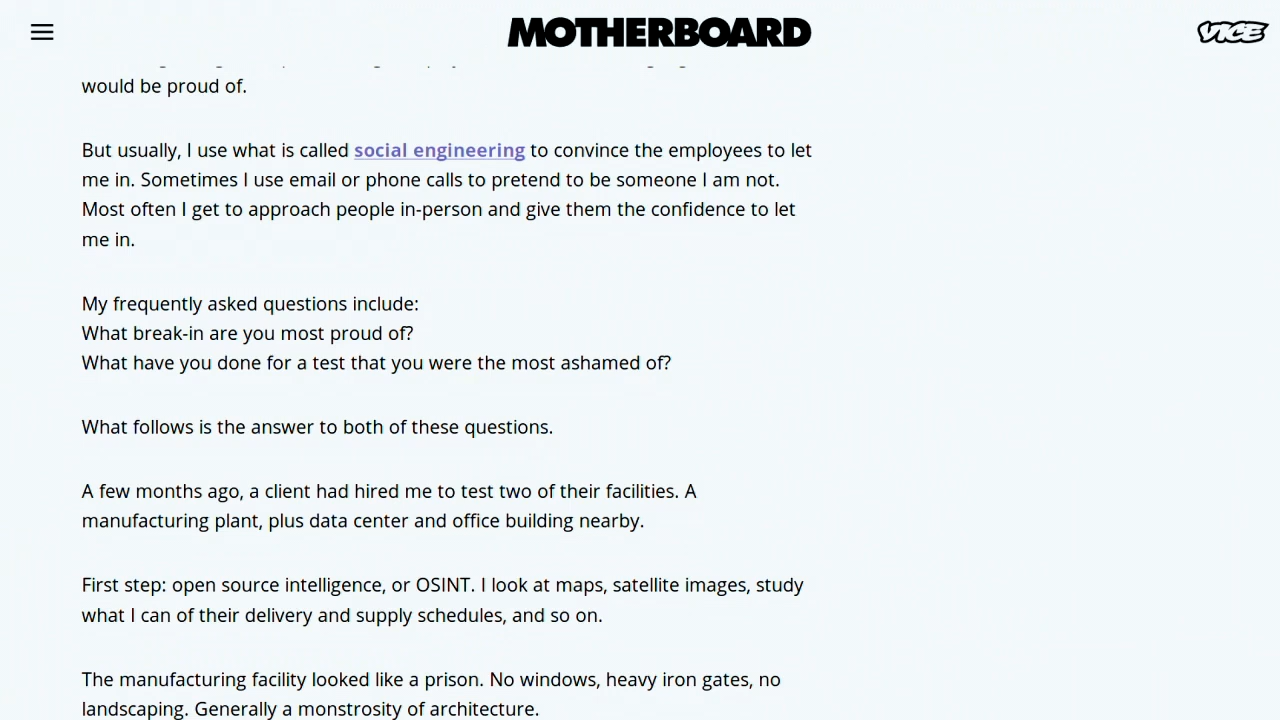 MOTHERBOARD
VICE
would be proud of.
But usually, I use what is called social engineering to convince the employees to let
me in. Sometimes I use email or phone calls to pretend to be someone I am not.
Most often I get to approach people in-person and give them the confidence to let
me in.
My frequently asked questions include:
What break-in are you most proud of?
What have you done for a test that you were the most ashamed of?
What follows is the answer to both of these questions.
A few months ago, a client had hired me to test two of their facilities. A
manufacturing plant, plus data center and office building nearby.
First step: open source intelligence, or OSINT. I look at maps, satellite images, study
what I can of their delivery and supply schedules, and so on.
The manufacturing facility looked like a prison. No windows, heavy iron gates, no
landscaping. Generally a monstrosity of architecture.